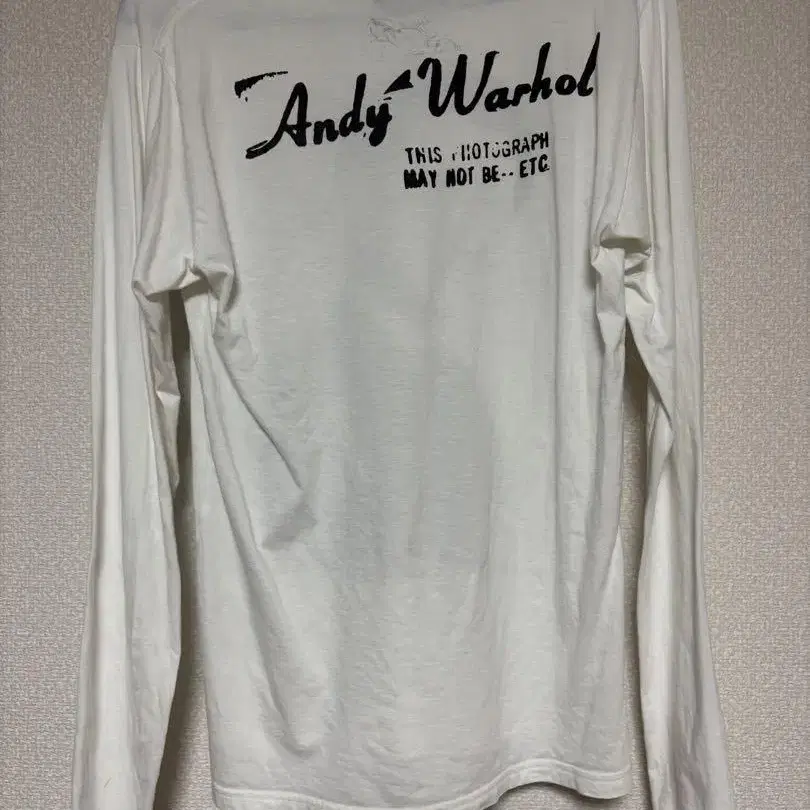 Andy Warhol
THIS PHOTOGRAPH
MAY NOT BE.. ETC.